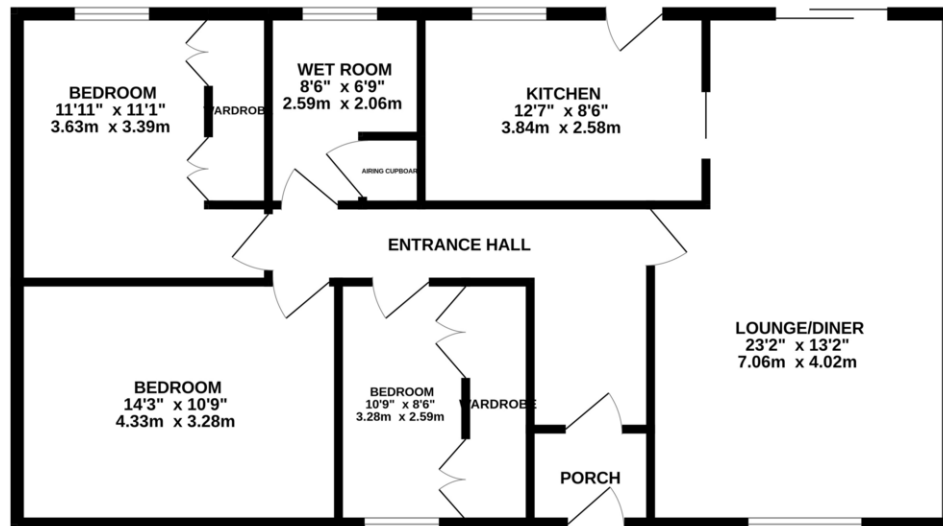 BEDROOM
11'11" x 11'1"
3.63m x 3.39m
WARDROBE
WET ROOM
8'6" x 6'9"
2.59m x 2.06m
AIRING CUPBOARD
KITCHEN
12'7" x 8'6"
3.84m x 2.58m
ENTRANCE HALL
LOUNGE/DINER
23'2" x 13'2"
7.06m x 4.02m
BEDROOM
14'3" x 10'9"
4.33m x 3.28m
BEDROOM
10'9" x 8'6"
3.28m x 2.59m
WARDROBE
PORCH